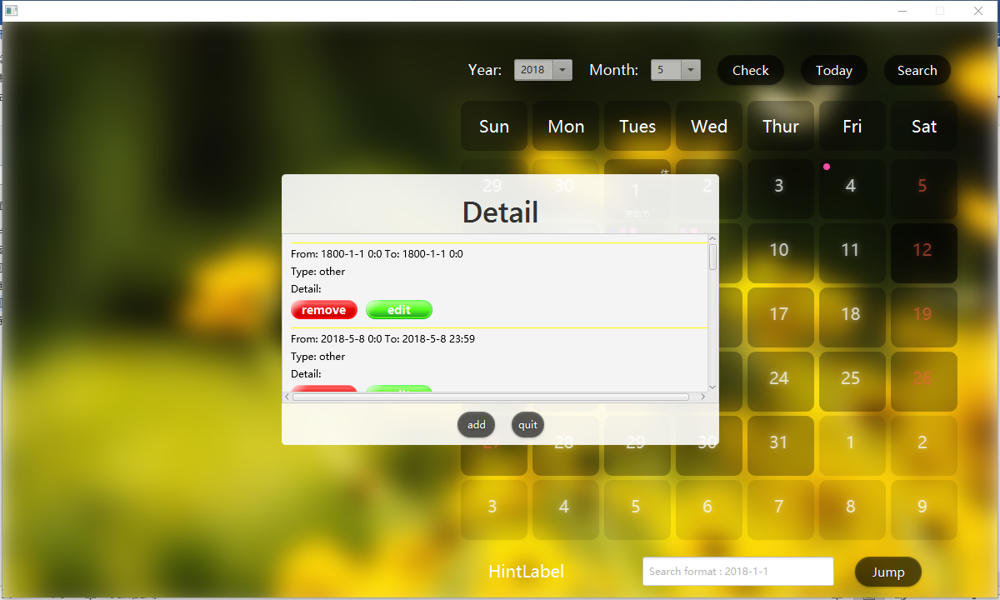 Year: 2018 Month: 5 Check Today Search
Sun Mon Tues Wed Thur Fri Sat
29 30 1 2 3 4 5
休
Detail
From: 1800-1-1 0:0 To: 1800-1-1 0:0
Type: other
Detail:
remove edit
From: 2018-5-8 0:0 To: 2018-5-8 23:59
Type: other
Detail:
add quit
10 11 12
17 18 19
24 25 26
27 28 29 30 31 1 2
3 4 5 6 7 8 9
HintLabel Search format : 2018-1-1 Jump